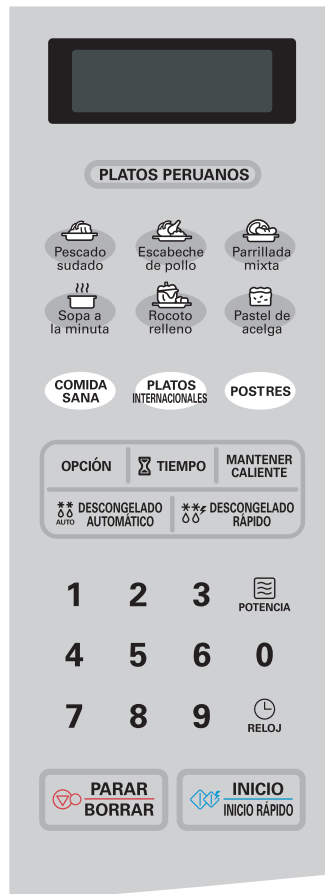 PLATOS PERUANOS
Pescado sudado
Escabeche de pollo
Parrillada mixta
Sopa a la minuta
Rocoto relleno
Pastel de acelga
COMIDA SANA
PLATOS INTERNACIONALES
POSTRES
OPCIÓN
TIEMPO
MANTENER CALIENTE
AUTO
DESCONGELADO AUTOMÁTICO
DESCONGELADO RÁPIDO
1 2 3
POTENCIA
4 5 6 0
7 8 9
RELOJ
PARAR
BORRAR
INICIO
INICIO RÁPIDO